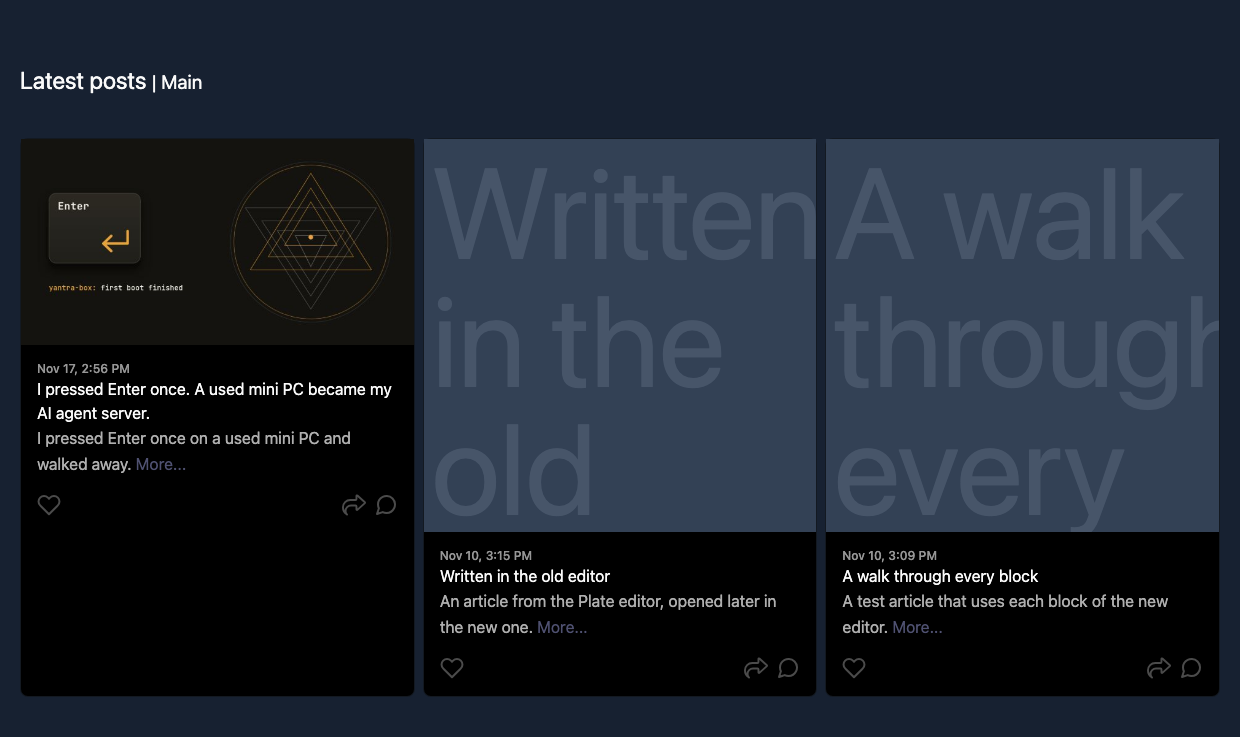 Latest posts | Main
Enter
yantra-box: first boot finished
Nov 17, 2:56 PM
I pressed Enter once. A used mini PC became my
AI agent server.
I pressed Enter once on a used mini PC and
walked away. More...
Written
in the
old
Nov 10, 3:15 PM
Written in the old editor
An article from the Plate editor, opened later in
the new one. More...
A walk
through
every
Nov 10, 3:09 PM
A walk through every block
A test article that uses each block of the new
editor. More...